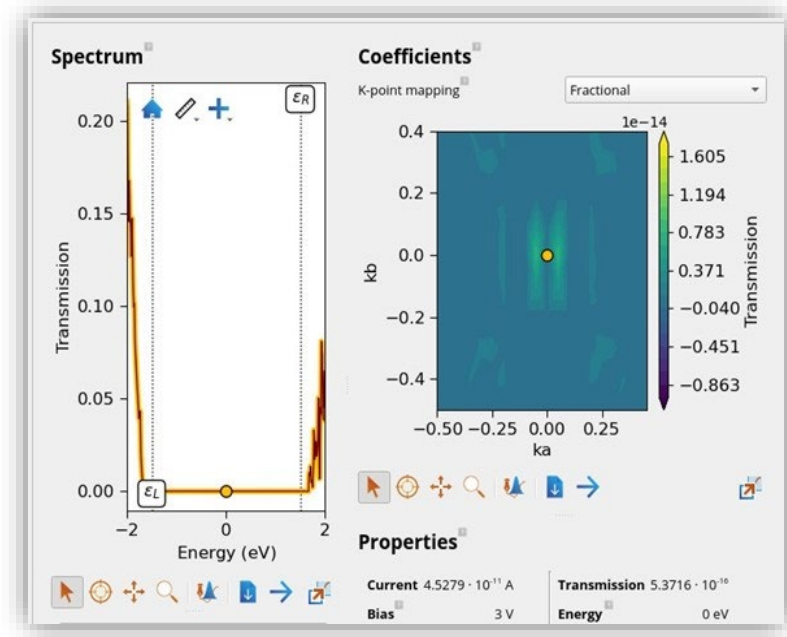 Spectrum
εR
0.20
0.15
0.10
0.05
0.00
Transmission
εL
−2
0
2
Energy (eV)
Coefficients
K-point mapping
Fractional
1e−14
0.4
0.2
0.0
−0.2
−0.4
kb
−0.50 −0.25 0.00 0.25
ka
1.605
1.194
0.783
0.371
−0.040
−0.451
−0.863
Transmission
Properties
Current 4.5279 · 10⁻¹¹ A
Transmission 5.3716 · 10⁻¹⁶
Bias 3 V
Energy 0 eV